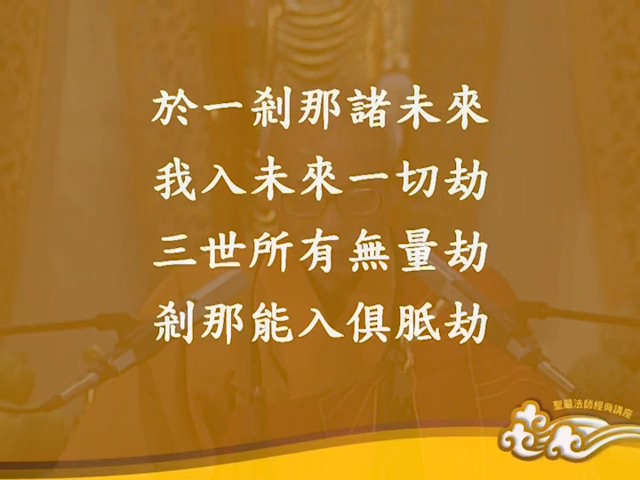 於一剎那諸未來
我入未來一切劫
三世所有無量劫
剎那能入俱胝劫
聖嚴法師經典講座